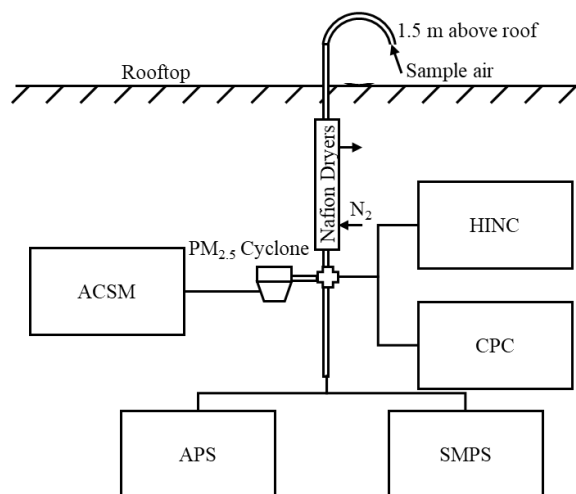 1.5 m above roof
Rooftop
Sample air
Nafion Dryers
N₂
HINC
PM₂.₅ Cyclone
ACSM
CPC
APS
SMPS